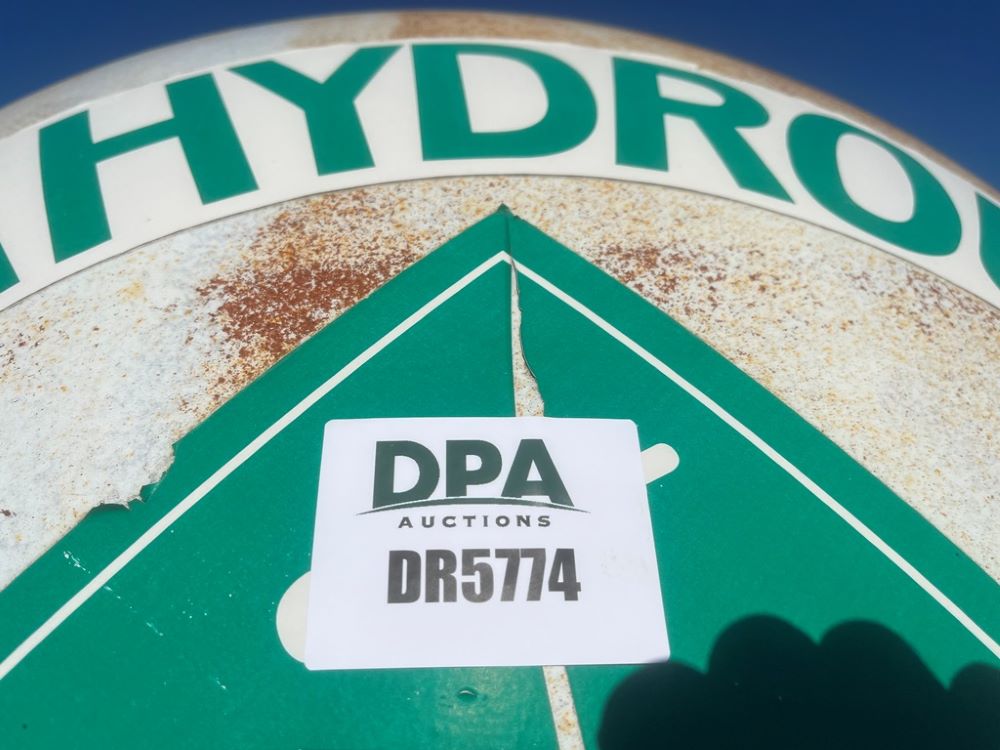 HYDRO
DPA
AUCTIONS
DR5774